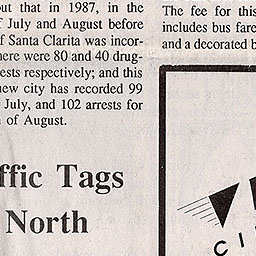 out that in 1987, in the
f July and August before
f Santa Clarita was incor-
here were 80 and 40 drug-
ests respectively; and this
new city has recorded 99
July, and 102 arrests for
of August.
ffic Tags
North
The fee for this
includes bus fare
and a decorated b
CI